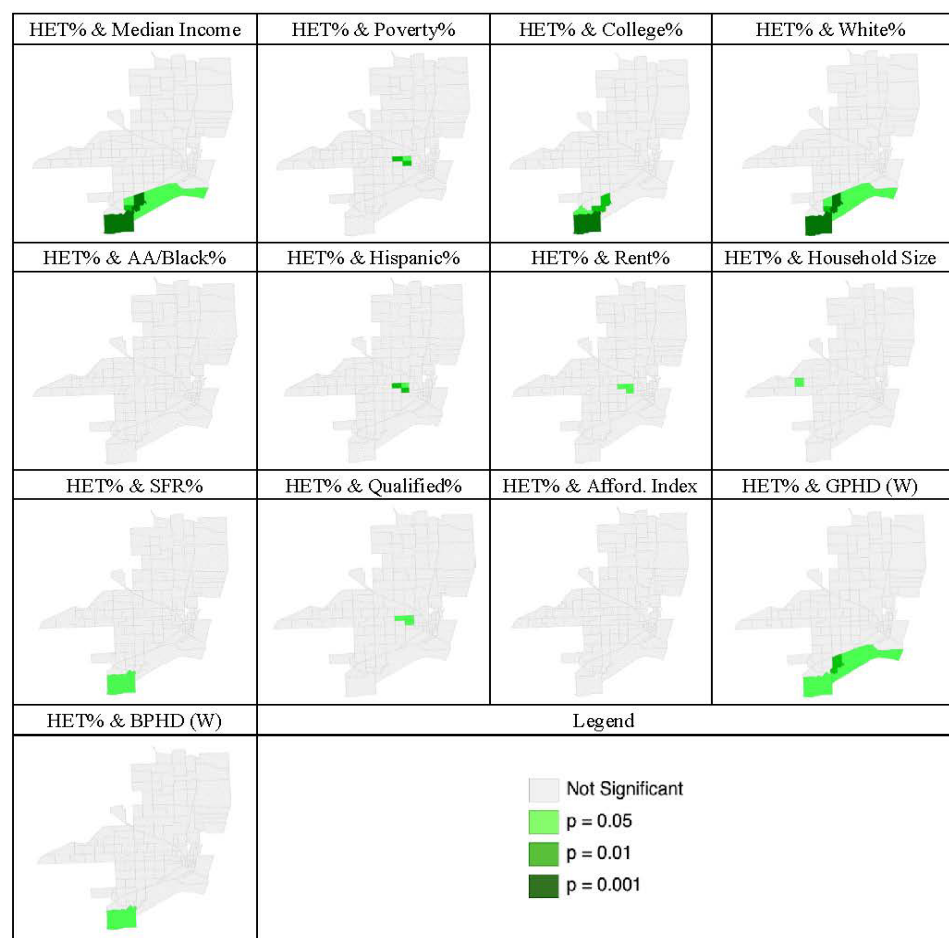 HET% & Median Income
HET% & Poverty%
HET% & College%
HET% & White%
HET% & AA/Black%
HET% & Hispanic%
HET% & Rent%
HET% & Household Size
HET% & SFR%
HET% & Qualified%
HET% & Afford. Index
HET% & GPHD (W)
HET% & BPHD (W)
Legend
Not Significant
p = 0.05
p = 0.01
p = 0.001